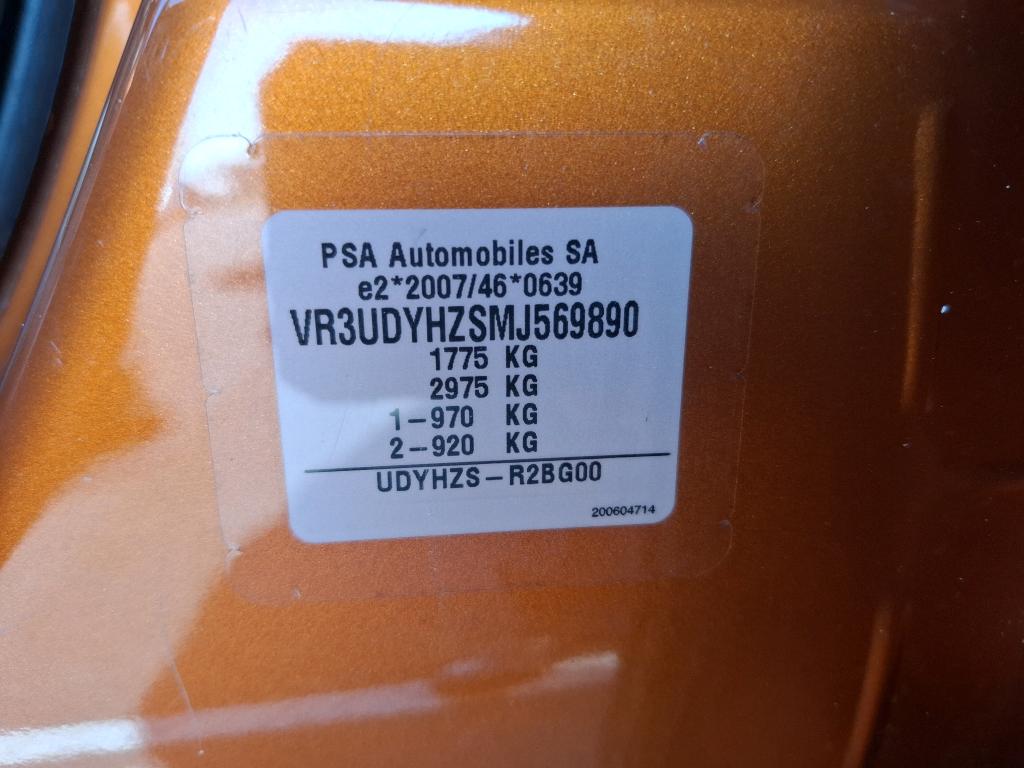 PSA Automobiles SA
e2*2007/46*0639
VR3UDYHZSMJ569890
1775 KG
2975 KG
1-970 KG
2-920 KG
UDYHZS-R2BG00
200604714